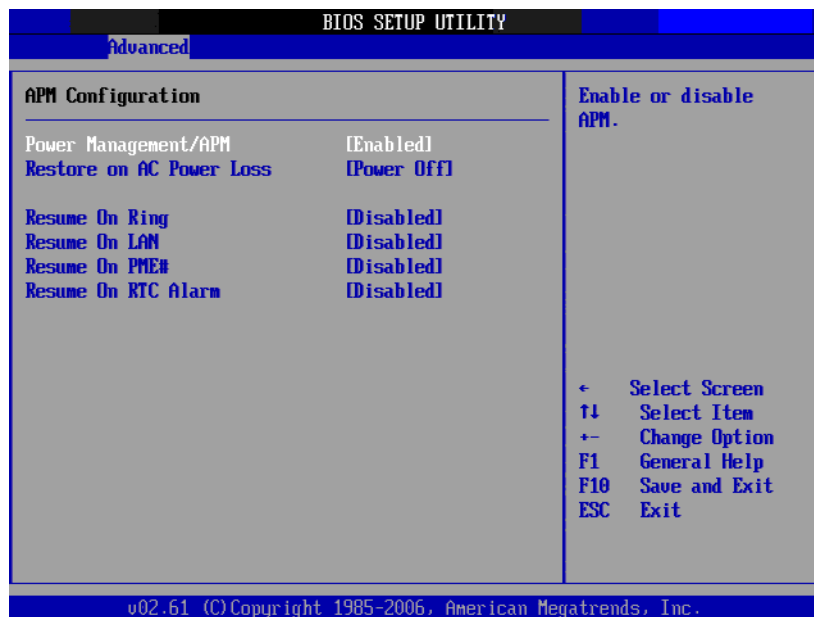 BIOS SETUP UTILITY
Advanced
APM Configuration
Power Management/APM [Enabled]
Restore on AC Power Loss [Power Off]
Resume On Ring [Disabled]
Resume On LAN [Disabled]
Resume On PME# [Disabled]
Resume On RTC Alarm [Disabled]
Enable or disable
APM.
← Select Screen
↑↓ Select Item
+- Change Option
F1 General Help
F10 Save and Exit
ESC Exit
v02.61 (C)Copyright 1985-2006, American Megatrends, Inc.